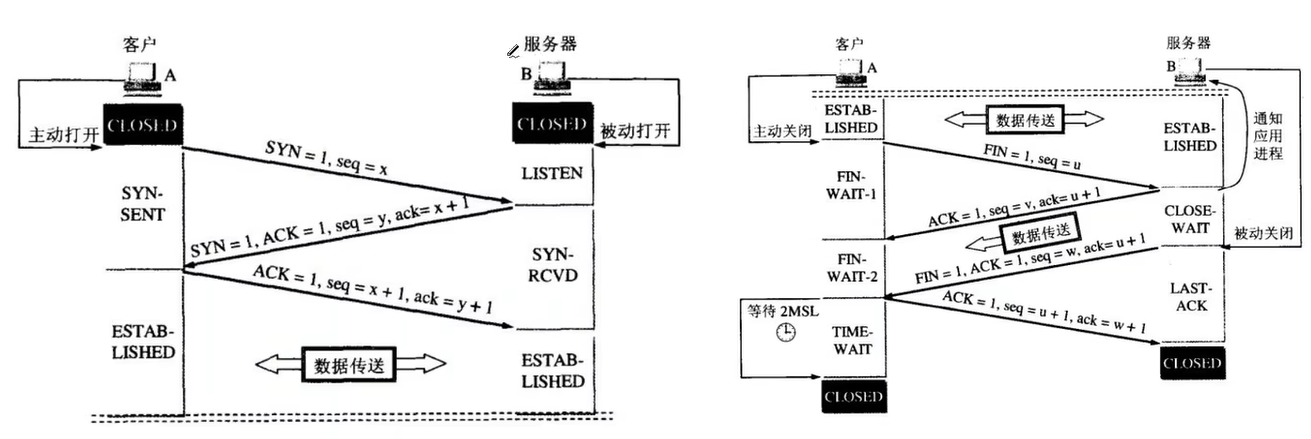 客户
A
主动打开
CLOSED
服务器
B
CLOSED
被动打开
SYN = 1, seq = x
LISTEN
SYN-
SENT
SYN = 1, ACK = 1, seq = y, ack= x + 1
SYN-
RCVD
ACK = 1, seq = x + 1, ack = y + 1
ESTAB-
LISHED
数据传送
ESTAB-
LISHED
客户
A
服务器
B
主动关闭
ESTAB-
LISHED
数据传送
ESTAB-
LISHED
通知
应用
进程
FIN = 1, seq = u
FIN-
WAIT-1
ACK = 1, seq = v, ack= u + 1
CLOSE-
WAIT
数据传送
被动关闭
FIN-
WAIT-2
FIN = 1, ACK = 1, seq = w, ack= u + 1
LAST-
ACK
等待 2MSL
ACK = 1, seq = u + 1, ack = w + 1
TIME-
WAIT
CLOSED
CLOSED